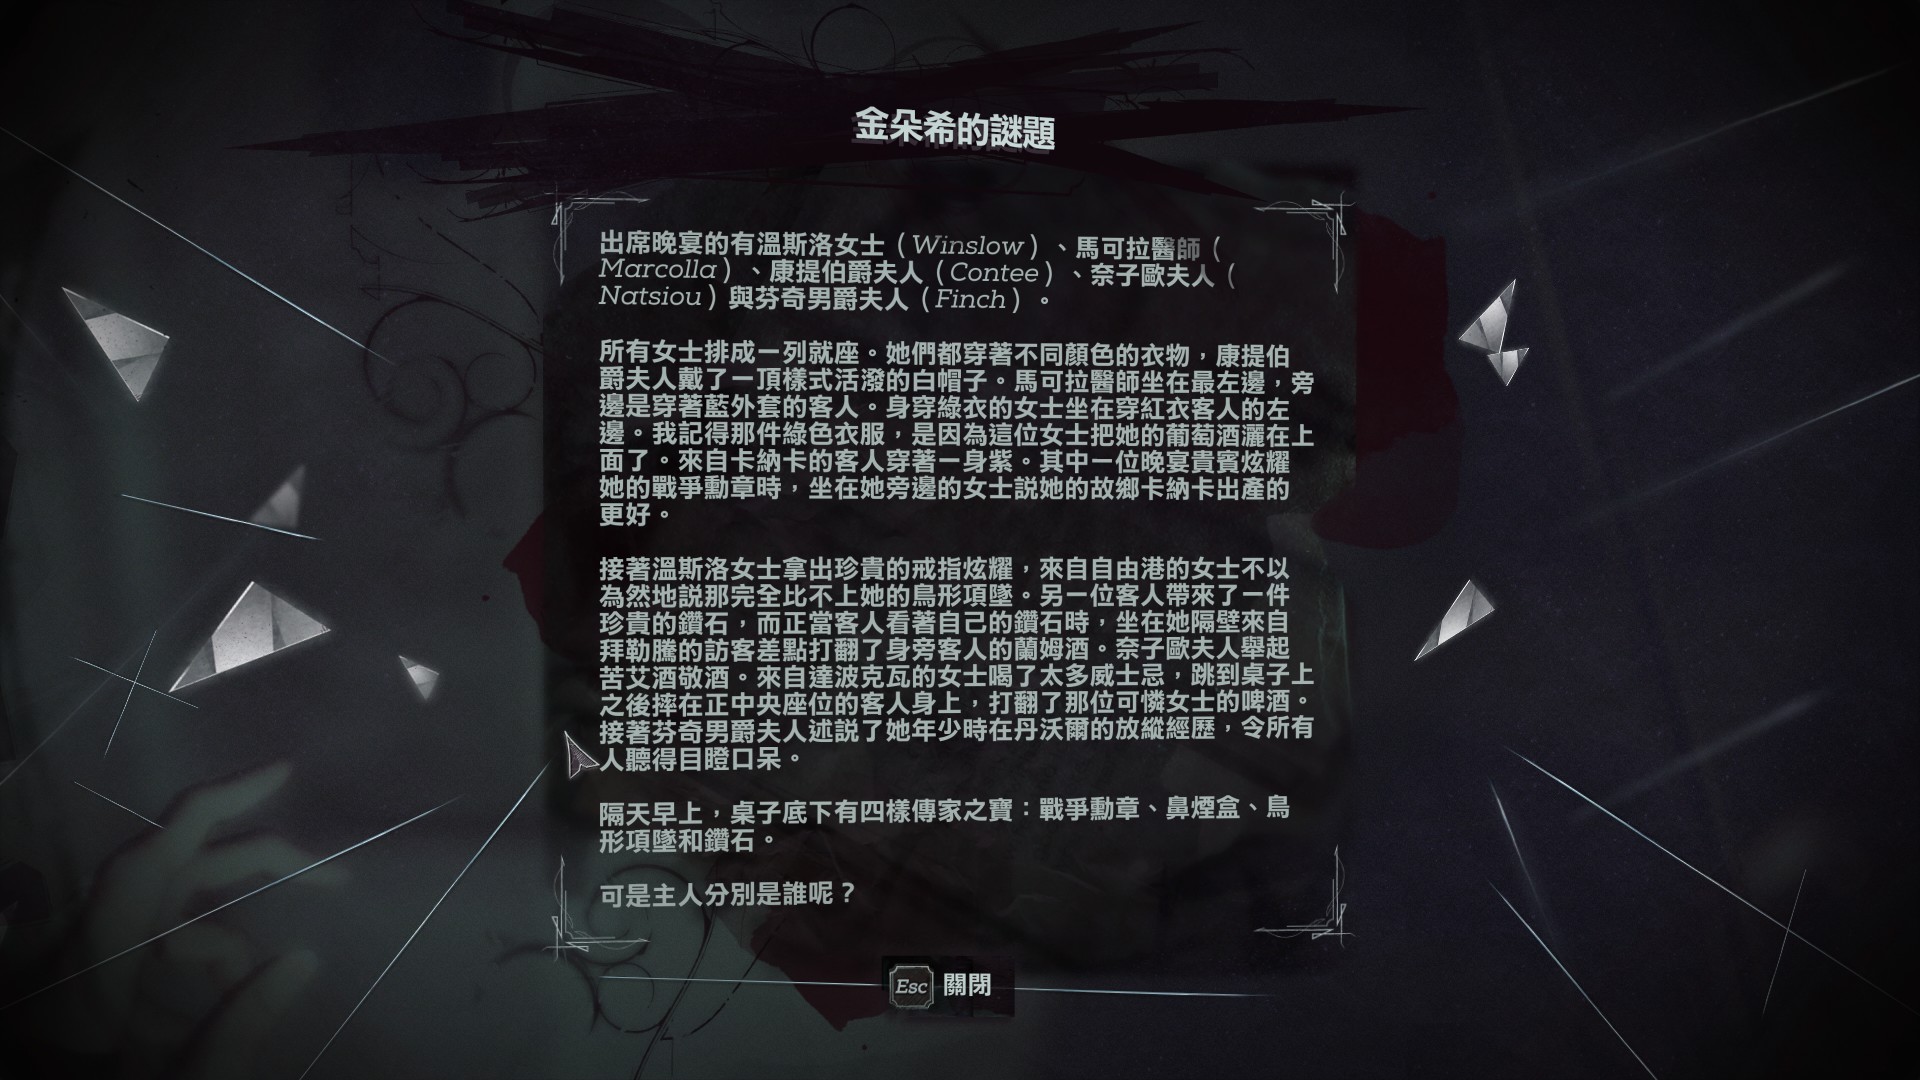 金朵希的謎題
出席晚宴的有溫斯洛女士（Winslow）、馬可拉醫師（
Marcolla）、康提伯爵夫人（Contee）、奈子歐夫人（
Natsiou）與芬奇男爵夫人（Finch）。
所有女士排成一列就座。她們都穿著不同顏色的衣物，康提伯
爵夫人戴了一頂樣式活潑的白帽子。馬可拉醫師坐在最左邊，旁
邊是穿著藍外套的客人。身穿綠衣的女士坐在穿紅衣客人的左
邊。我記得那件綠色衣服，是因為這位女士把她的葡萄酒灑在上
面了。來自卡納卡的客人穿著一身紫。其中一位晚宴貴賓炫耀
她的戰爭勳章時，坐在她旁邊的女士說她的故鄉卡納卡出產的
更好。
接著溫斯洛女士拿出珍貴的戒指炫耀，來自自由港的女士不以
為然地說那完全比不上她的鳥形項墜。另一位客人帶來了一件
珍貴的鑽石，而正當客人看著自己的鑽石時，坐在她隔壁來自
拜勒騰的訪客差點打翻了身旁客人的蘭姆酒。奈子歐夫人舉起
苦艾酒敬酒。來自達波克瓦的女士喝了太多威士忌，跳到桌子上
之後摔在正中央座位的客人身上，打翻了那位可憐女士的啤酒。
接著芬奇男爵夫人述說了她年少時在丹沃爾的放縱經歷，令所有
人聽得目瞪口呆。
隔天早上，桌子底下有四樣傳家之寶：戰爭勳章、鼻煙盒、鳥
形項墜和鑽石。
可是主人分別是誰呢？
Esc 關閉